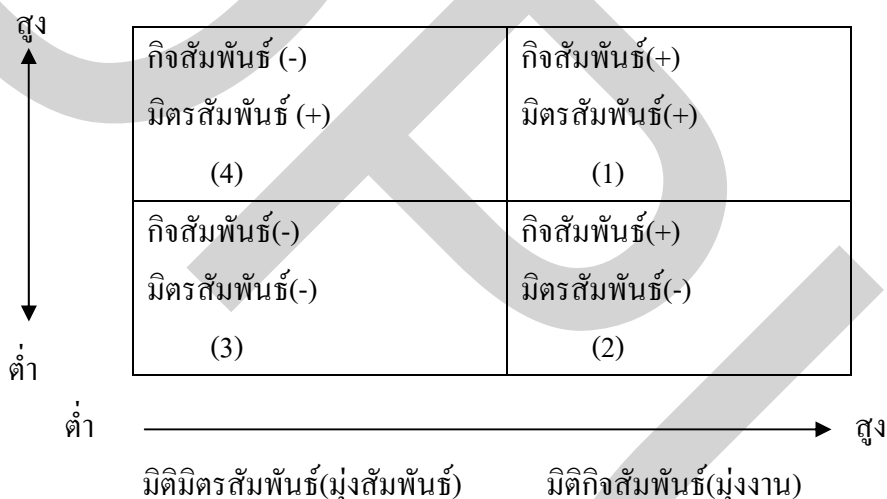 สูง
กิจสัมพันธ์ (-)
มิตรสัมพันธ์ (+)
(4)
กิจสัมพันธ์(+)
มิตรสัมพันธ์(+)
(1)
กิจสัมพันธ์(-)
มิตรสัมพันธ์(-)
(3)
กิจสัมพันธ์(+)
มิตรสัมพันธ์(-)
(2)
ต่ำ
ต่ำ สูง
มิติมิตรสัมพันธ์(มุ่งสัมพันธ์) มิติกิจสัมพันธ์(มุ่งงาน)